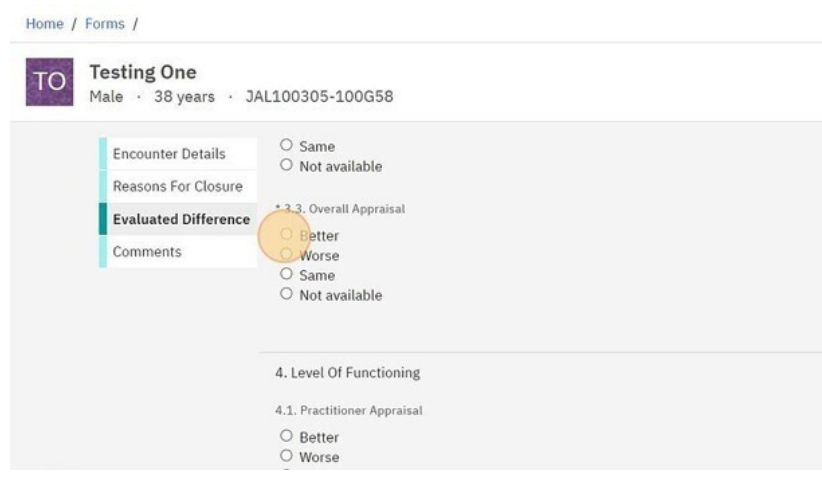 Home / Forms /
TO
Testing One
Male · 38 years · JAL100305-100G58
Encounter Details
Reasons For Closure
Evaluated Difference
Comments
Same
Not available
* 3.3. Overall Appraisal
Better
Worse
Same
Not available
4. Level Of Functioning
4.1. Practitioner Appraisal
Better
Worse